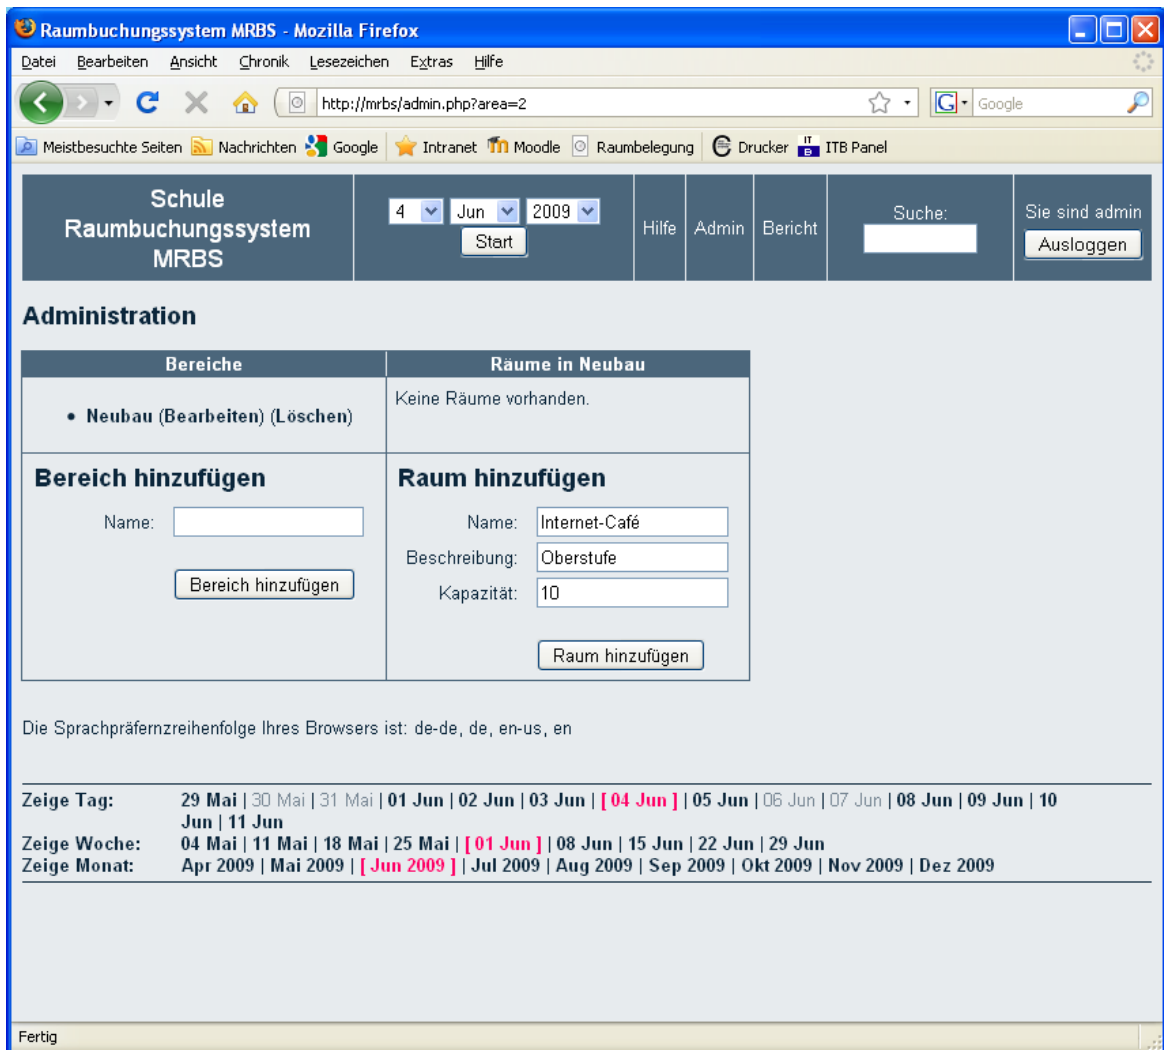 Raumbuchungssystem MRBS - Mozilla Firefox
Datei Bearbeiten Ansicht Chronik Lesezeichen Extras Hilfe
http://mrbs/admin.php?area=2
G Google
Meistbesuchte Seiten Nachrichten Google Intranet Moodle Raumbelegung Drucker IT B ITB Panel
Schule
Raumbuchungssystem
MRBS
4 Jun 2009
Start
Hilfe Admin Bericht
Suche:
Sie sind admin
Ausloggen
Administration
Bereiche
Räume in Neubau
• Neubau (Bearbeiten) (Löschen)
Keine Räume vorhanden.
Bereich hinzufügen
Name:
Bereich hinzufügen
Raum hinzufügen
Name: Internet-Café
Beschreibung: Oberstufe
Kapazität: 10
Raum hinzufügen
Die Sprachpräfernzreihenfolge Ihres Browsers ist: de-de, de, en-us, en
Zeige Tag: 29 Mai | 30 Mai | 31 Mai | 01 Jun | 02 Jun | 03 Jun | [ 04 Jun ] | 05 Jun | 06 Jun | 07 Jun | 08 Jun | 09 Jun | 10
Jun | 11 Jun
Zeige Woche: 04 Mai | 11 Mai | 18 Mai | 25 Mai | [ 01 Jun ] | 08 Jun | 15 Jun | 22 Jun | 29 Jun
Zeige Monat: Apr 2009 | Mai 2009 | [ Jun 2009 ] | Jul 2009 | Aug 2009 | Sep 2009 | Okt 2009 | Nov 2009 | Dez 2009
Fertig